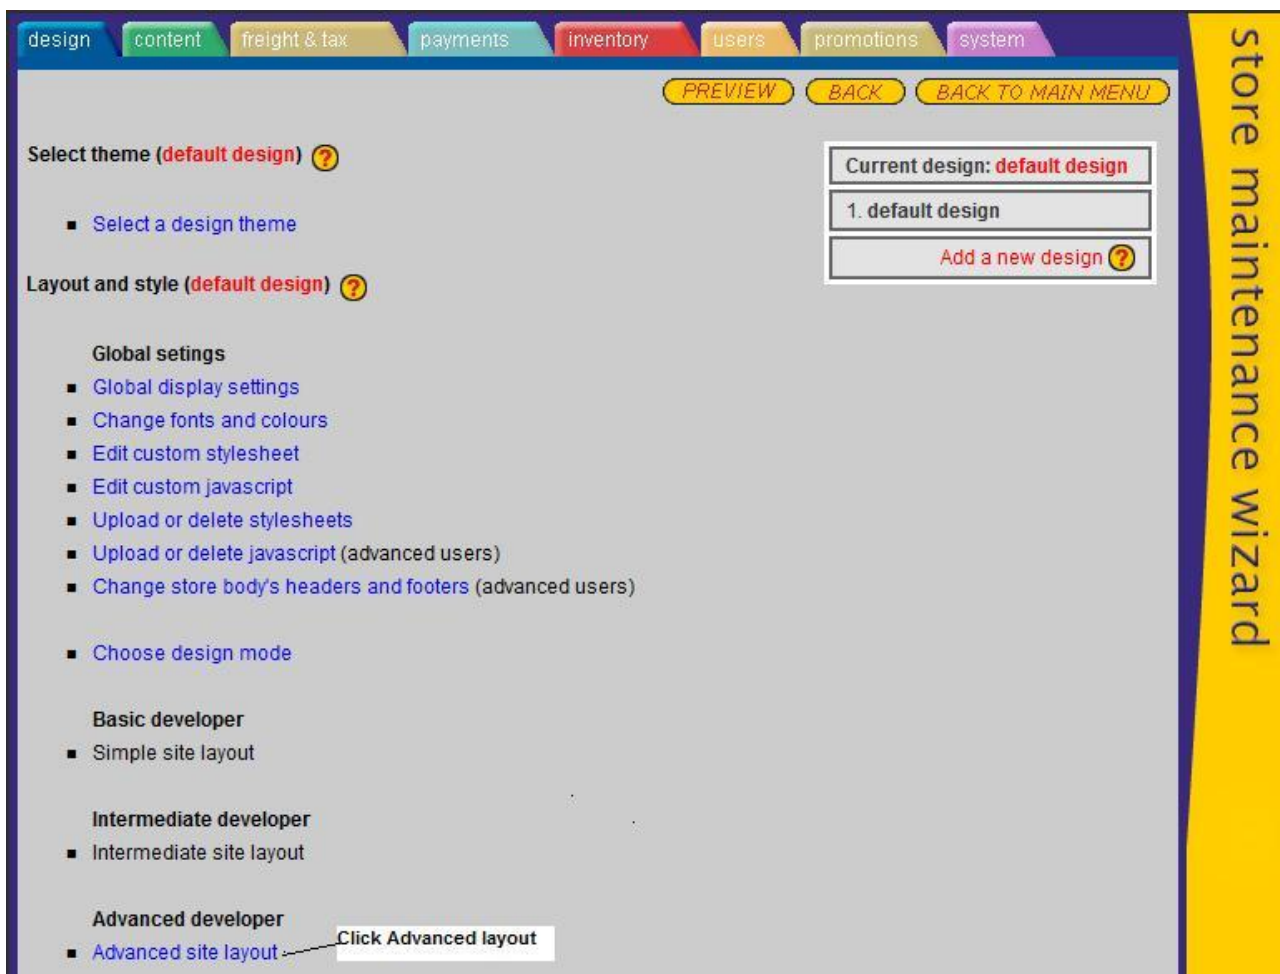 design content freight & tax payments inventory users promotions system
PREVIEW BACK BACK TO MAIN MENU
Select theme (default design) ?
Current design: default design
1. default design
Add a new design ?
Select a design theme
Layout and style (default design) ?
Global setings
Global display settings
Change fonts and colours
Edit custom stylesheet
Edit custom javascript
Upload or delete stylesheets
Upload or delete javascript (advanced users)
Change store body's headers and footers (advanced users)
Choose design mode
Basic developer
Simple site layout
Intermediate developer
Intermediate site layout
Advanced developer
Advanced site layout
Click Advanced layout
store maintenance wizard